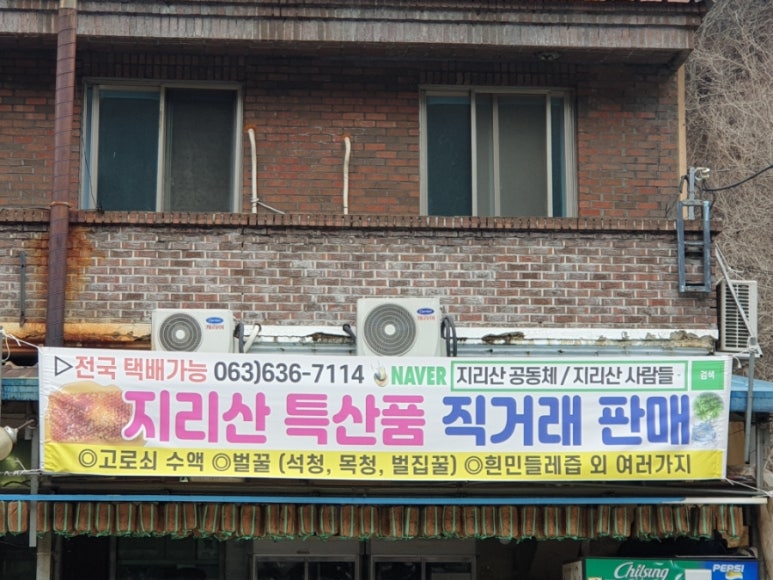 ▷전국 택배가능 063)636-7114 NAVER 지리산 공동체 / 지리산 사람들 검색
지리산 특산품 직거래 판매
◎고로쇠 수액 ◎벌꿀 (석청, 목청, 벌집꿀) ◎흰민들레즙 외 여러가지
Chilsung PEPSI